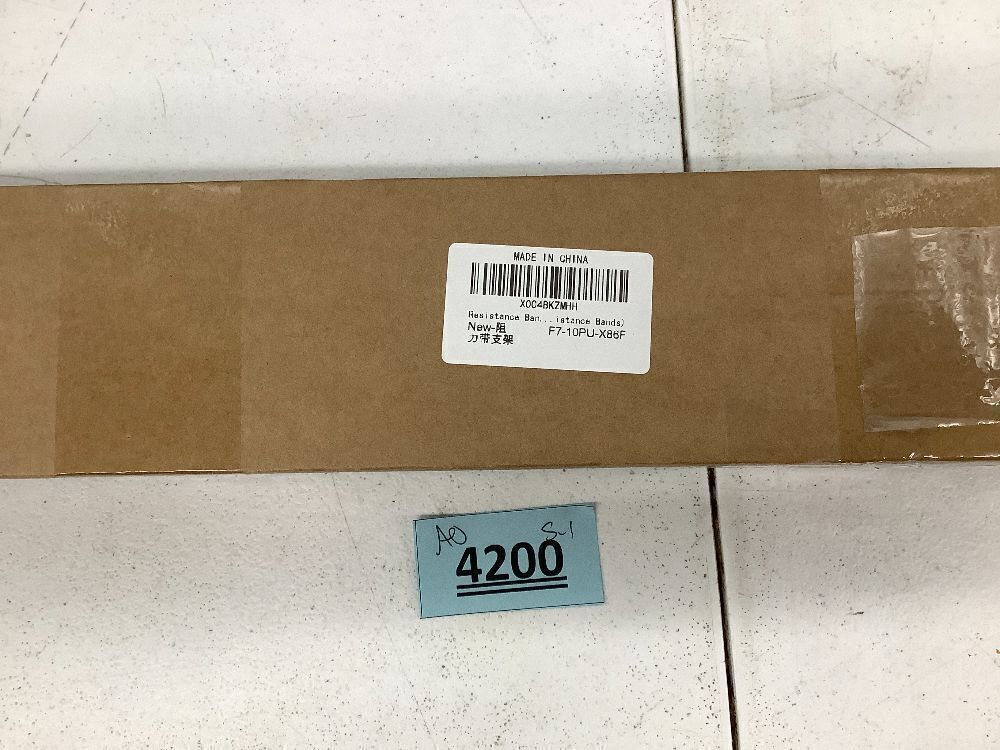 MADE IN CHINA
X004BKZMHH
Resistance Ban...istance Bands)
New-阻 F7-10PU-X86F
力带支架
AO
4200